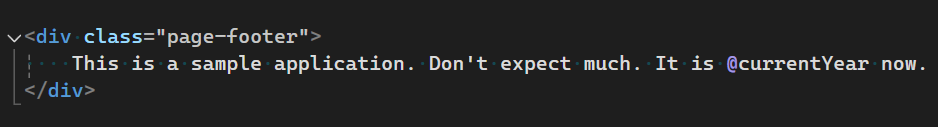 <div class="page-footer">
    This is a sample application. Don't expect much. It is @currentYear now.
</div>